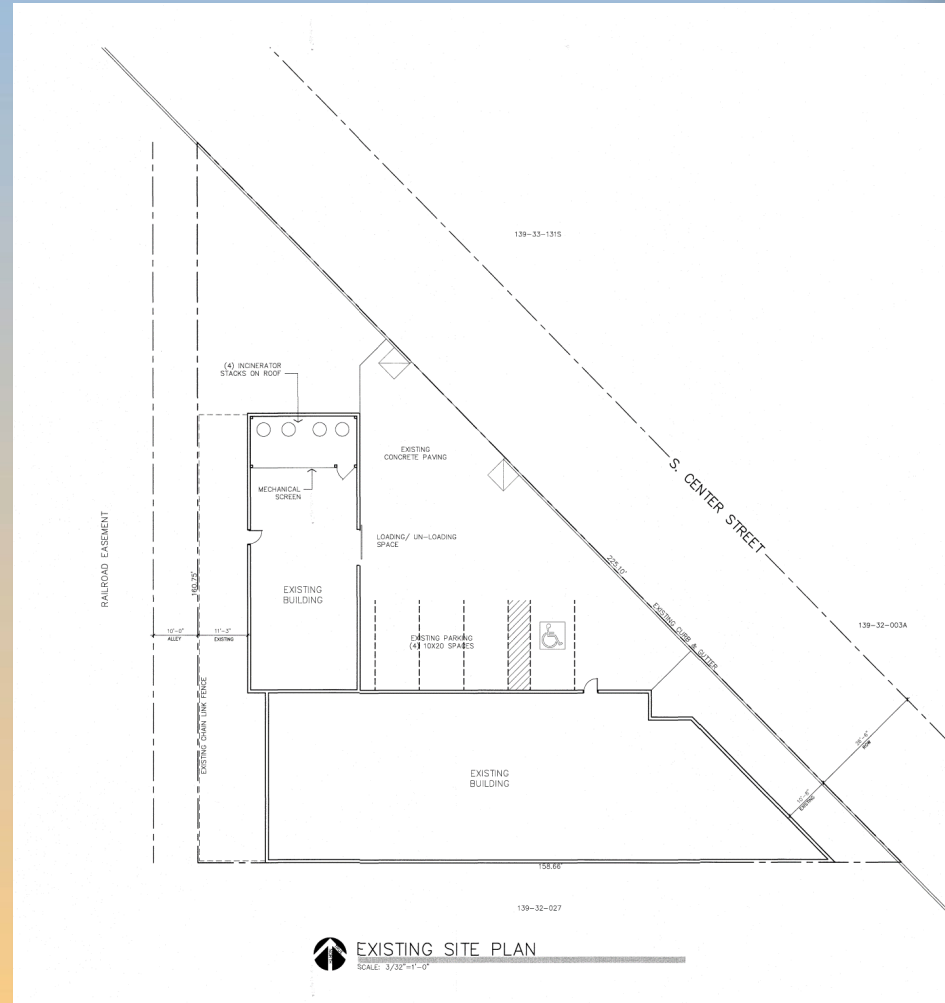 139-33-131S
(4) INCINERATOR
STACKS ON ROOF
EXISTING
CONCRETE PAVING
S. CENTER STREET
MECHANICAL
SCREEN
LOADING/ UN-LOADING
SPACE
RAILROAD EASEMENT
160.75'
225.10'
EXISTING
BUILDING
EXISTING CURB & GUTTER
139-32-003A
10'-0"
ALLEY
11'-3"
EXISTING
EXISTING PARKING
(4) 10X20 SPACES
EXISTING CHAIN LINK FENCE
ROW
EXISTING
BUILDING
10'-6"
EXISTING
158.66'
139-32-027
EXISTING SITE PLAN
SCALE: 3/32"=1'-0"